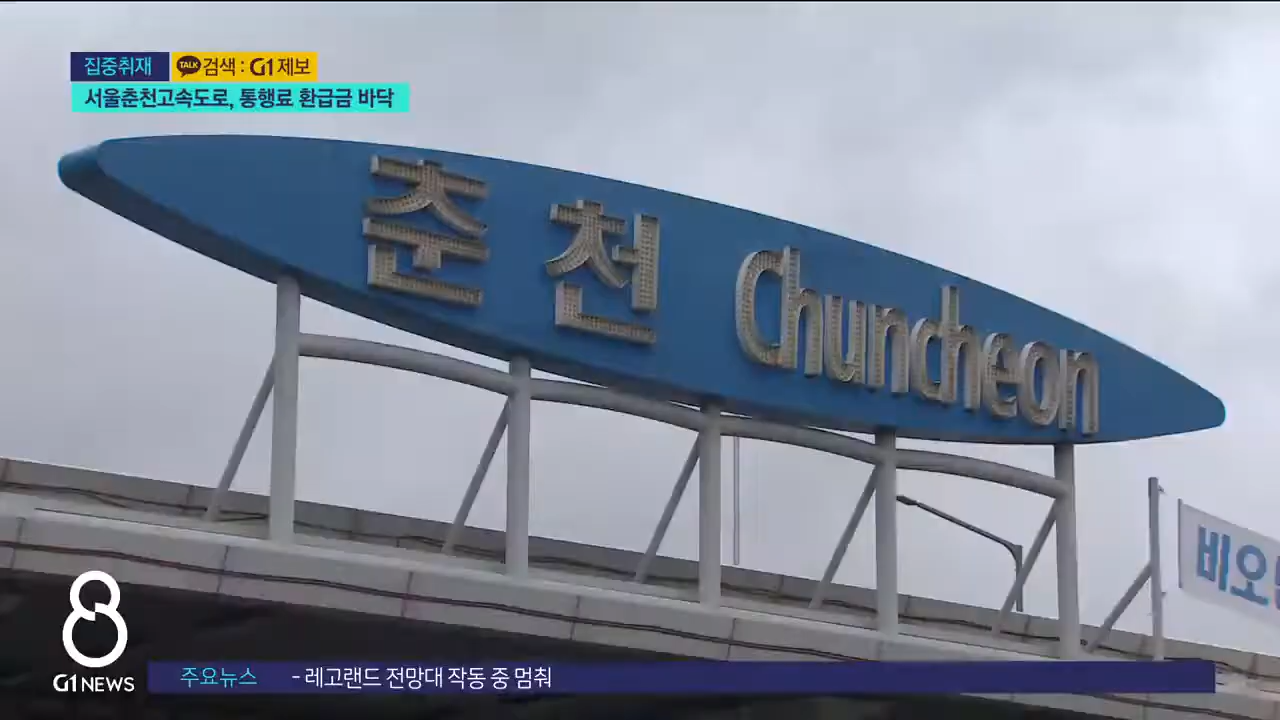 집중취재 TALK 검색 : G1 제보
서울춘천고속도로, 통행료 환급금 바닥
춘천 Chuncheon
비오
8
G1 NEWS
주요뉴스 - 레고랜드 전망대 작동 중 멈춰